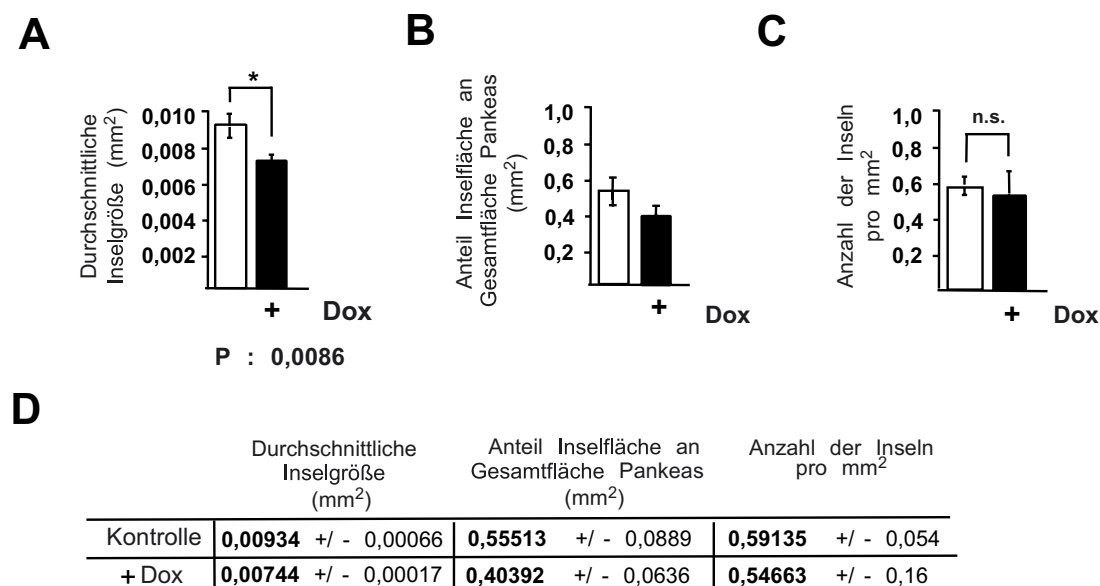 A
Durchschnittliche
Inselgröße (mm²)
0,010
0,008
0,006
0,004
0,002
*
+ Dox
P : 0,0086
B
Anteil Inselfläche an
Gesamtfläche Pankeas
(mm²)
1,0
0,8
0,6
0,4
0,2
+ Dox
C
Anzahl der Inseln
pro mm²
1,0
0,8
0,6
0,4
0,2
n.s.
+ Dox
D
Durchschnittliche
Inselgröße
(mm²)
Anteil Inselfläche an
Gesamtfläche Pankeas
(mm²)
Anzahl der Inseln
pro mm²
Kontrolle 0,00934 +/ - 0,00066 0,55513 +/ - 0,0889 0,59135 +/ - 0,054
+ Dox 0,00744 +/ - 0,00017 0,40392 +/ - 0,0636 0,54663 +/ - 0,16